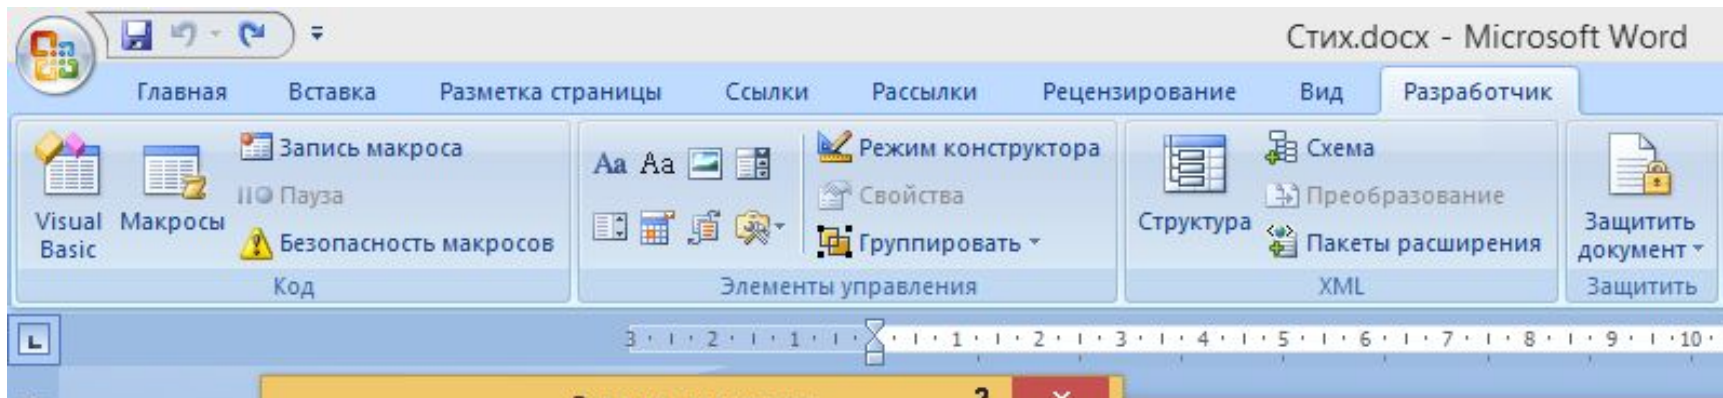 Стих.docx - Microsoft Word
Главная Вставка Разметка страницы Ссылки Рассылки Рецензирование Вид Разработчик
Visual Basic
Макросы
Запись макроса
Пауза
Безопасность макросов
Код
Aa Aa
Режим конструктора
Свойства
Группировать
Элементы управления
Структура
Схема
Преобразование
Пакеты расширения
XML
Защитить
документ
Защитить
3 2 1 1 2 3 4 5 6 7 8 9 10
?